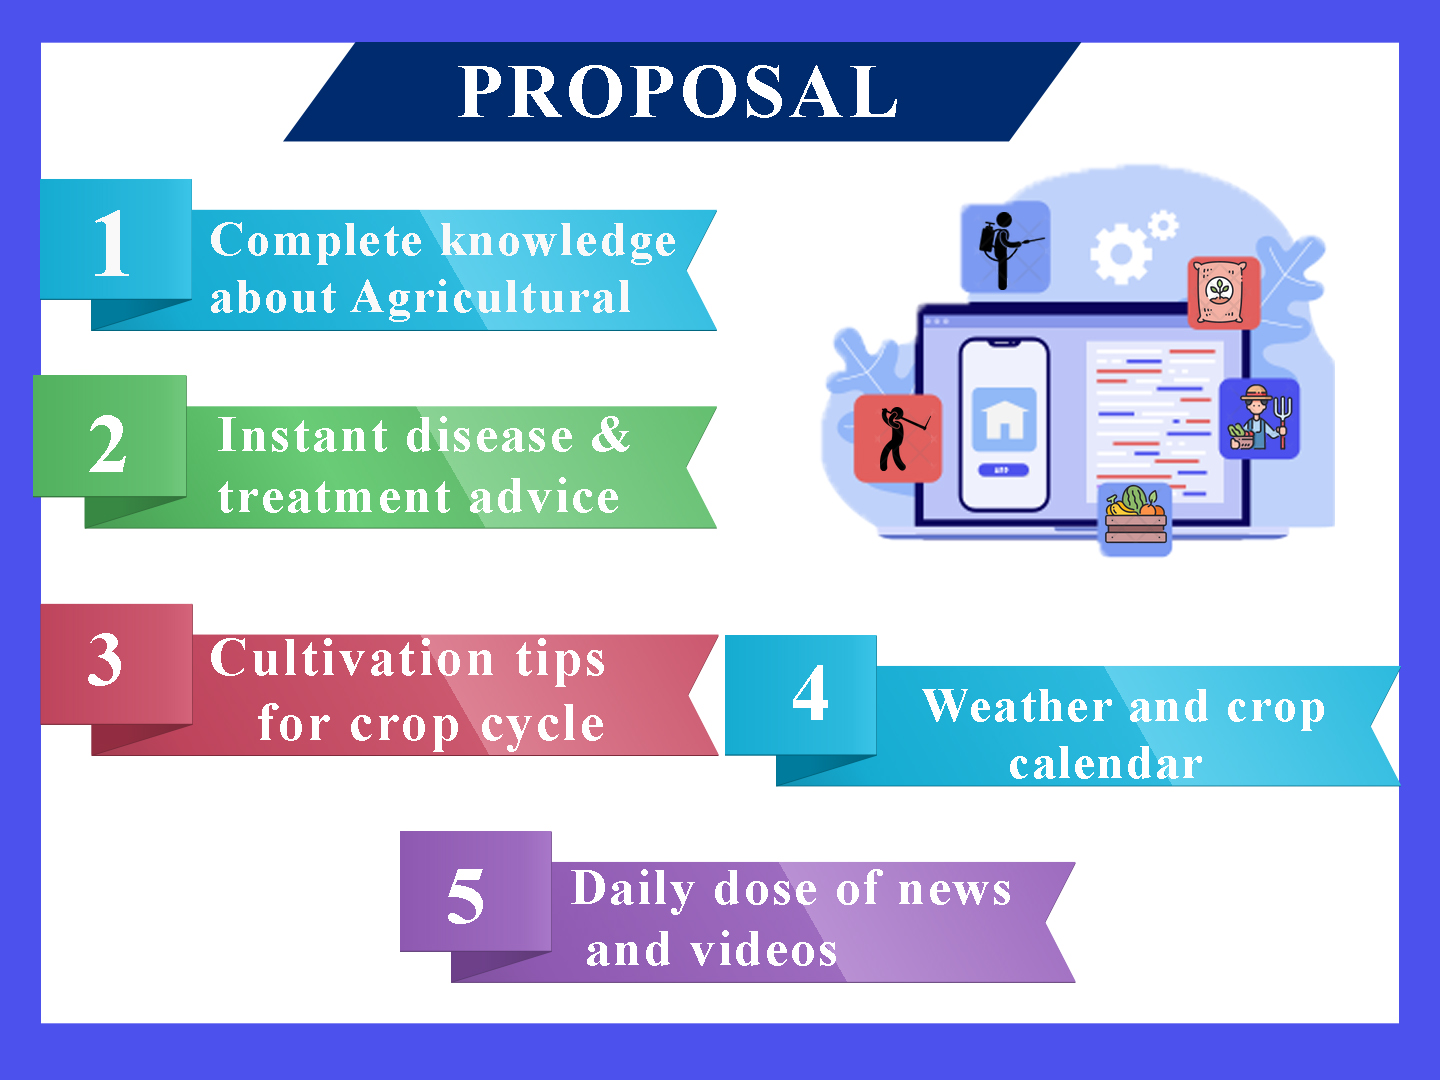 PROPOSAL
1
Complete knowledge
about Agricultural
2
Instant disease &
treatment advice
3
Cultivation tips
for crop cycle
4
Weather and crop
calendar
5
Daily dose of news
and videos
APP